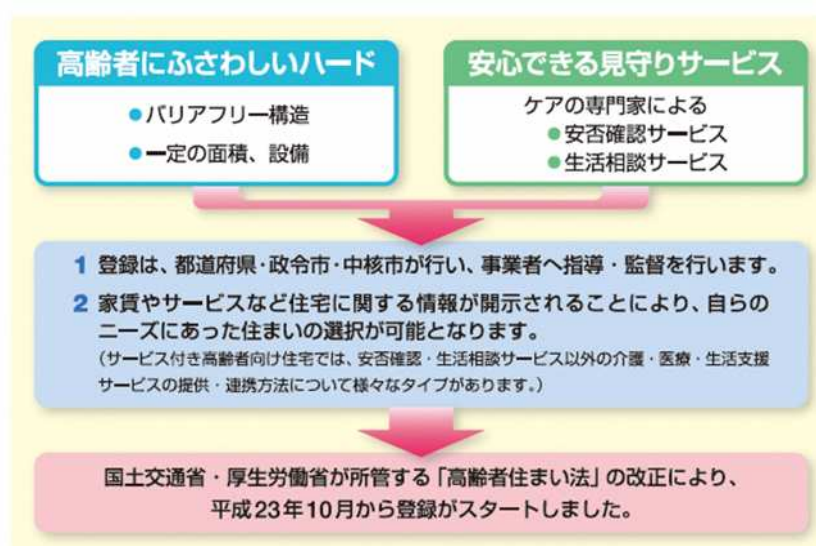 高齢者にふさわしいハード
●バリアフリー構造
●一定の面積、設備
安心できる見守りサービス
ケアの専門家による
●安否確認サービス
●生活相談サービス
1 登録は、都道府県・政令市・中核市が行い、事業者へ指導・監督を行います。
2 家賃やサービスなど住宅に関する情報が開示されることにより、自らの
ニーズにあった住まいの選択が可能となります。
(サービス付き高齢者向け住宅では、安否確認・生活相談サービス以外の介護・医療・生活支援
サービスの提供・連携方法について様々なタイプがあります。)
国土交通省・厚生労働省が所管する「高齢者住まい法」の改正により、
平成23年10月から登録がスタートしました。